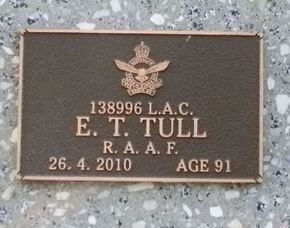 138996 L.A.C.
E. T. TULL
R. A. A. F.
26. 4. 2010 AGE 91